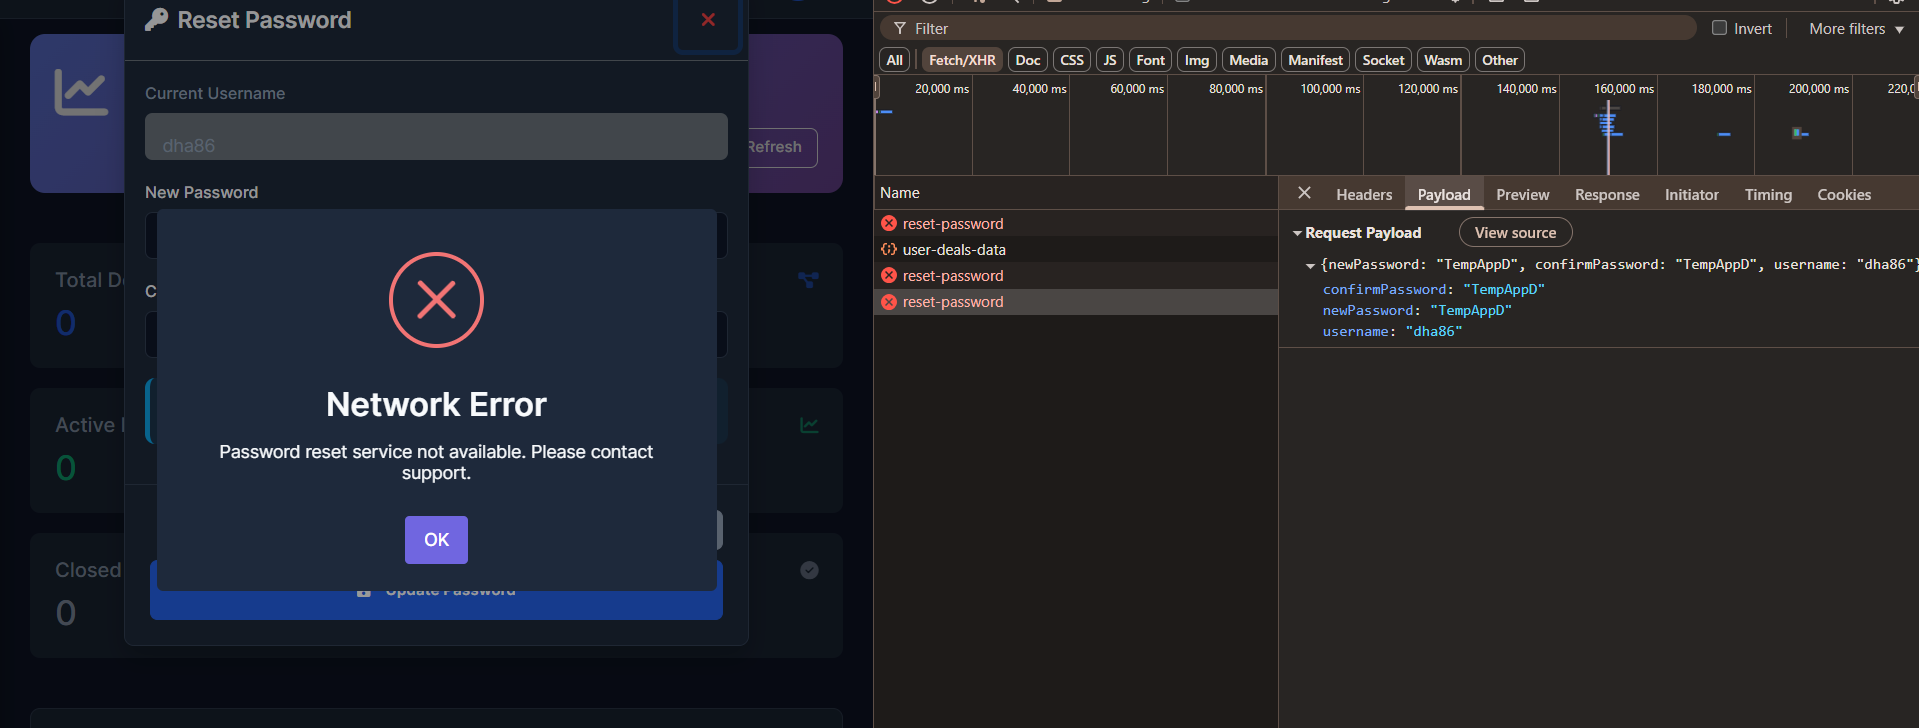 Reset Password
Current Username
dha86
Refresh
New Password
Total D
0
Active
0
Closed
0
C
Network Error
Password reset service not available. Please contact
support.
OK
Update Password
Filter
Invert
More filters
All
Fetch/XHR
Doc
CSS
JS
Font
Img
Media
Manifest
Socket
Wasm
Other
20,000 ms
40,000 ms
60,000 ms
80,000 ms
100,000 ms
120,000 ms
140,000 ms
160,000 ms
180,000 ms
200,000 ms
220,0
Name
reset-password
user-deals-data
reset-password
reset-password
Headers
Payload
Preview
Response
Initiator
Timing
Cookies
Request Payload
View source
{newPassword: "TempAppD", confirmPassword: "TempAppD", username: "dha86"}
confirmPassword: "TempAppD"
newPassword: "TempAppD"
username: "dha86"